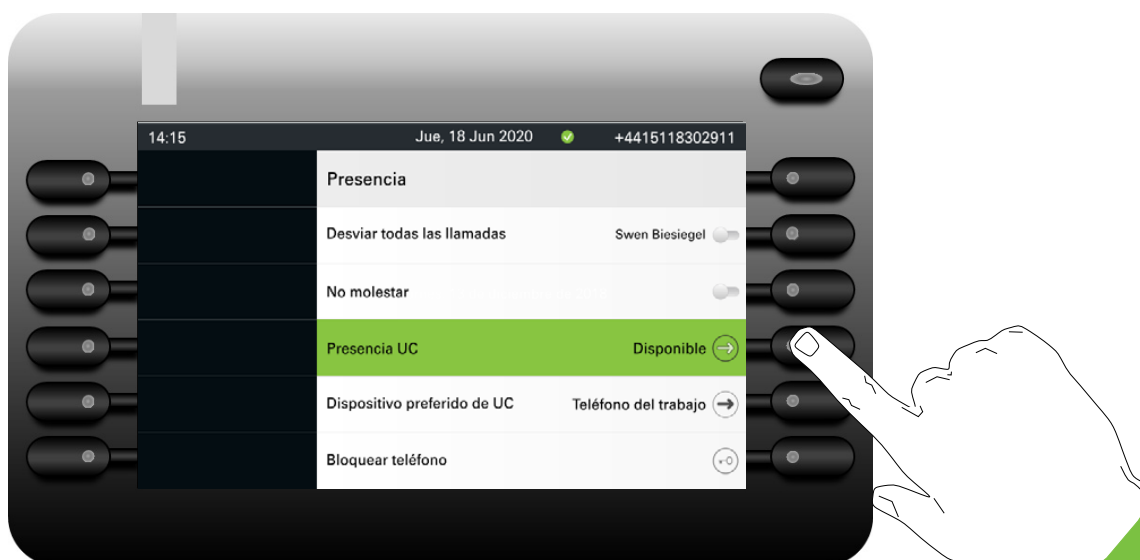 14:15 Jue, 18 Jun 2020 +4415118302911
Presencia
Desviar todas las llamadas Swen Biesiegel
No molestar
Presencia UC Disponible
Dispositivo preferido de UC Teléfono del trabajo
Bloquear teléfono